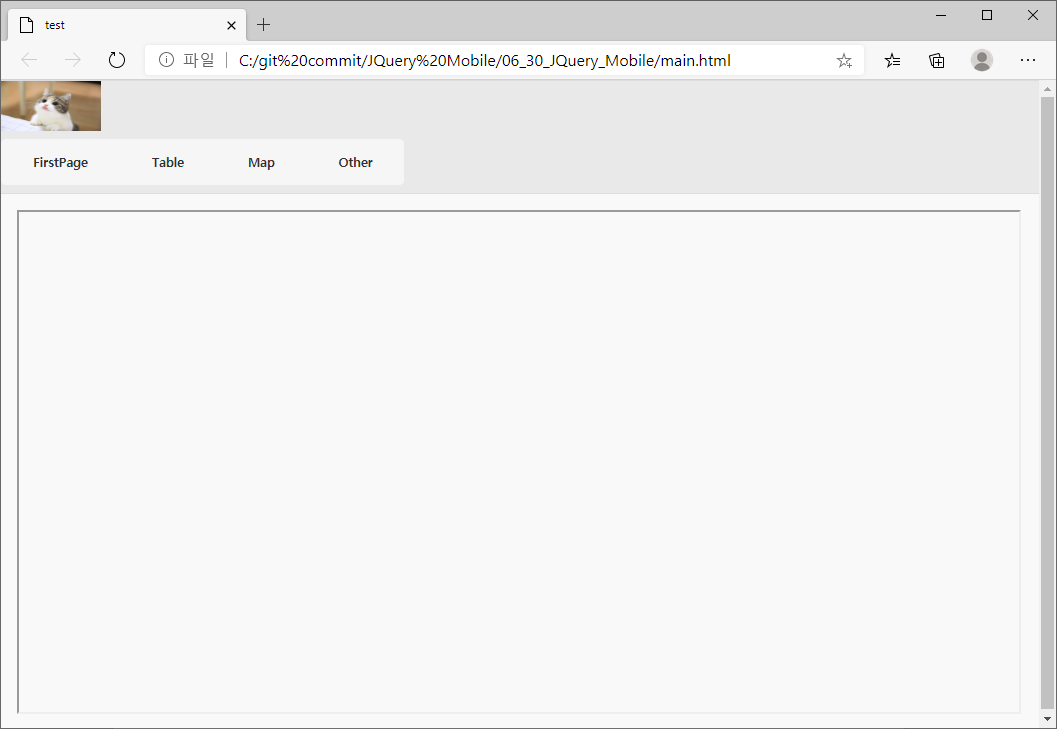 test
파일 C:/git%20commit/JQuery%20Mobile/06_30_JQuery_Mobile/main.html
FirstPage Table Map Other